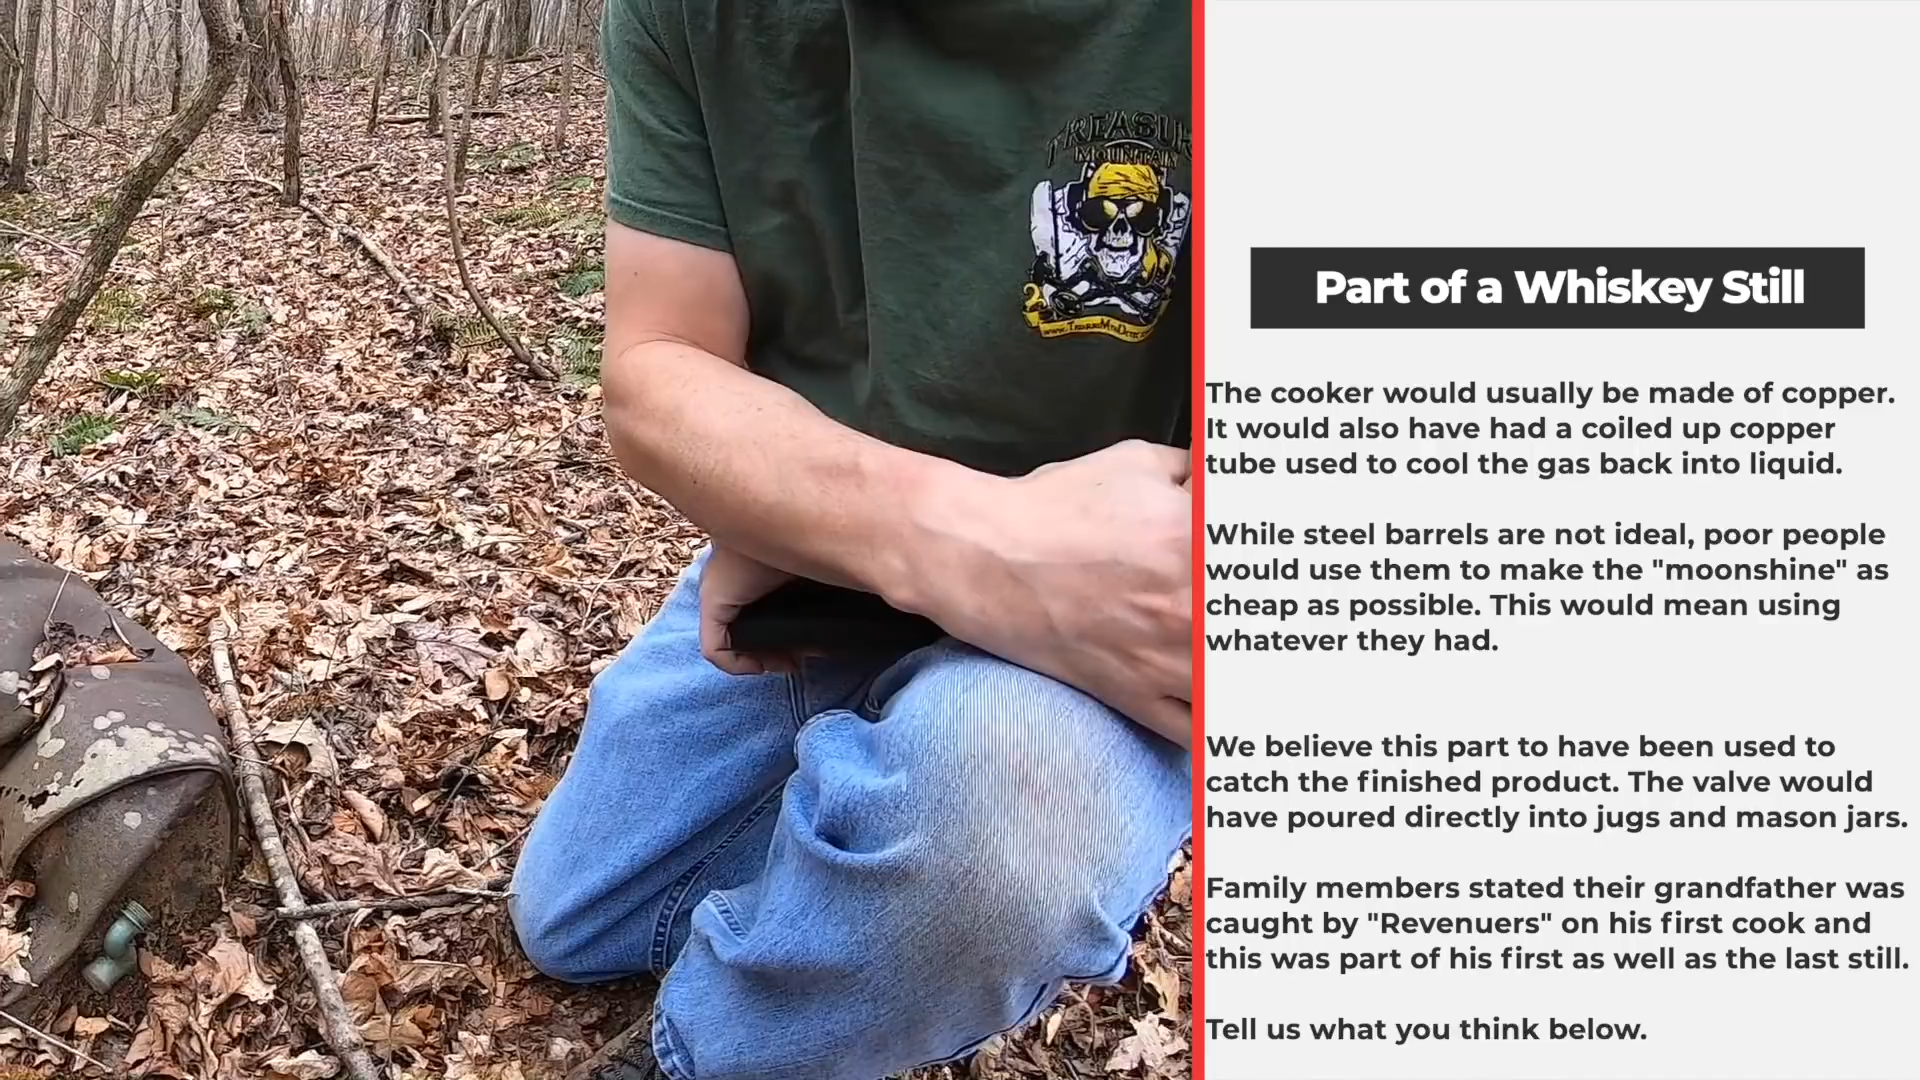 TREASUR
MOUNTAIN
Part of a Whiskey Still
The cooker would usually be made of copper.
It would also have had a coiled up copper
tube used to cool the gas back into liquid.
While steel barrels are not ideal, poor people
would use them to make the "moonshine" as
cheap as possible. This would mean using
whatever they had.
We believe this part to have been used to
catch the finished product. The valve would
have poured directly into jugs and mason jars.
Family members stated their grandfather was
caught by "Revenuers" on his first cook and
this was part of his first as well as the last still.
Tell us what you think below.